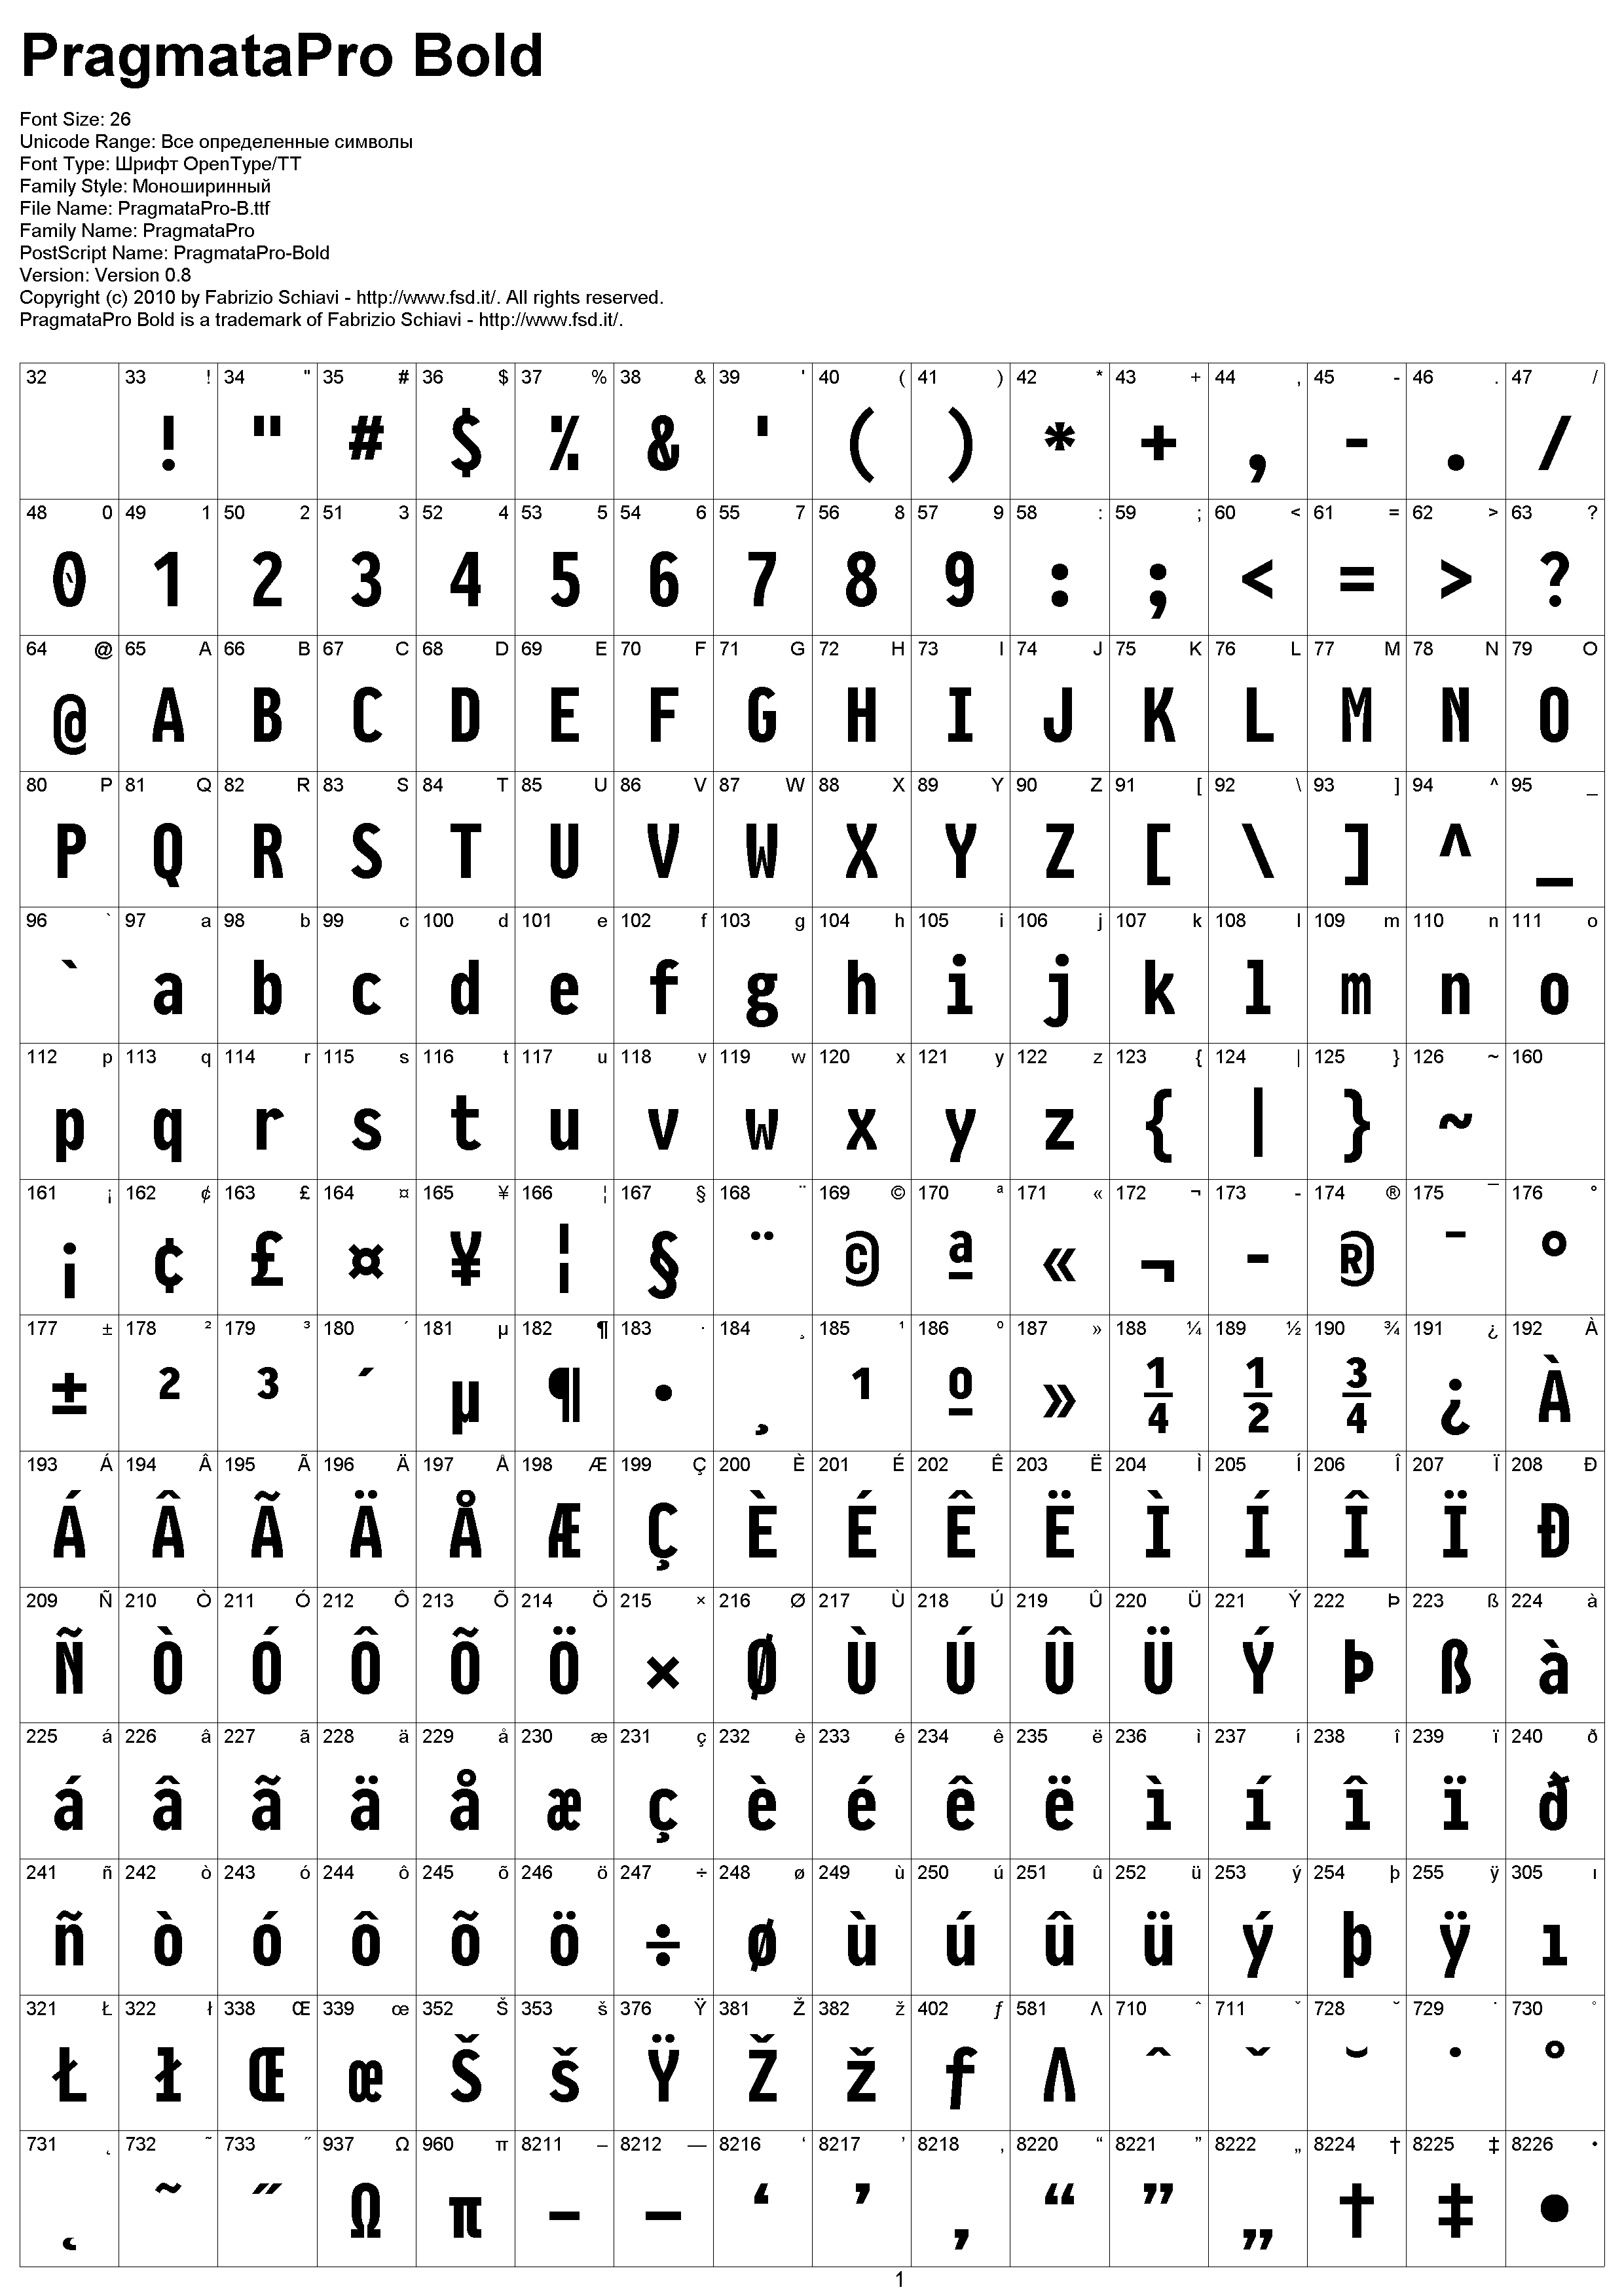 PragmataPro Bold
Font Size: 26
Unicode Range: Все определенные символы
Font Type: Шрифт OpenType/TT
Family Style: Моноширинный
File Name: PragmataPro-B.ttf
Family Name: PragmataPro
PostScript Name: PragmataPro-Bold
Version: Version 0.8
Copyright (c) 2010 by Fabrizio Schiavi - http://www.fsd.it/. All rights reserved.
PragmataPro Bold is a trademark of Fabrizio Schiavi - http://www.fsd.it/.
32 33 ! 34 " 35 # 36 $ 37 % 38 & 39 ' 40 ( 41 ) 42 * 43 + 44 , 45 - 46 . 47 /
! " # $ % & ' ( ) * + , - . /
48 0 49 1 50 2 51 3 52 4 53 5 54 6 55 7 56 8 57 9 58 : 59 ; 60 < 61 = 62 > 63 ?
0 1 2 3 4 5 6 7 8 9 : ; < = > ?
64 @ 65 A 66 B 67 C 68 D 69 E 70 F 71 G 72 H 73 I 74 J 75 K 76 L 77 M 78 N 79 O
@ A B C D E F G H I J K L M N O
80 P 81 Q 82 R 83 S 84 T 85 U 86 V 87 W 88 X 89 Y 90 Z 91 [ 92 \ 93 ] 94 ^ 95 _
P Q R S T U V W X Y Z [ \ ] ^ _
96 ` 97 a 98 b 99 c 100 d 101 e 102 f 103 g 104 h 105 i 106 j 107 k 108 l 109 m 110 n 111 o
` a b c d e f g h i j k l m n o
112 p 113 q 114 r 115 s 116 t 117 u 118 v 119 w 120 x 121 y 122 z 123 { 124 | 125 } 126 ~ 160
p q r s t u v w x y z { | } ~
161 ¡ 162 ¢ 163 £ 164 ¤ 165 ¥ 166 ¦ 167 § 168 ¨ 169 © 170 ª 171 « 172 ¬ 173 - 174 ® 175 ¯ 176 °
¡ ¢ £ ¤ ¥ ¦ § ¨ © ª « ¬ - ® ¯ °
177 ± 178 ² 179 ³ 180 ´ 181 µ 182 ¶ 183 · 184 ¸ 185 ¹ 186 º 187 » 188 ¼ 189 ½ 190 ¾ 191 ¿ 192 À
± ² ³ ´ µ ¶ · ¸ ¹ º » ¼ ½ ¾ ¿ À
193 Á 194 Â 195 Ã 196 Ä 197 Å 198 Æ 199 Ç 200 È 201 É 202 Ê 203 Ë 204 Ì 205 Í 206 Î 207 Ï 208 Ð
Á Â Ã Ä Å Æ Ç È É Ê Ë Ì Í Î Ï Ð
209 Ñ 210 Ò 211 Ó 212 Ô 213 Õ 214 Ö 215 × 216 Ø 217 Ù 218 Ú 219 Û 220 Ü 221 Ý 222 Þ 223 ß 224 à
Ñ Ò Ó Ô Õ Ö × Ø Ù Ú Û Ü Ý Þ ß à
225 á 226 â 227 ã 228 ä 229 å 230 æ 231 ç 232 è 233 é 234 ê 235 ë 236 ì 237 í 238 î 239 ï 240 ð
á â ã ä å æ ç è é ê ë ì í î ï ð
241 ñ 242 ò 243 ó 244 ô 245 õ 246 ö 247 ÷ 248 ø 249 ù 250 ú 251 û 252 ü 253 ý 254 þ 255 ÿ 305 ı
ñ ò ó ô õ ö ÷ ø ù ú û ü ý þ ÿ ı
321 Ł 322 ł 338 Œ 339 œ 352 Š 353 š 376 Ÿ 381 Ž 382 ž 402 ƒ 581 Ʌ 710 ˆ 711 ˇ 728 ˘ 729 ˙ 730 ˚
Ł ł Œ œ Š š Ÿ Ž ž ƒ Ʌ ˆ ˇ ˘ ˙ ˚
731 ˛ 732 ˜ 733 ˝ 937 Ω 960 π 8211 – 8212 — 8216 ‘ 8217 ’ 8218 ‚ 8220 “ 8221 ” 8222 „ 8224 † 8225 ‡ 8226 •
˛ ˜ ˝ Ω π – — ‘ ’ ‚ “ ” „ † ‡ •
1